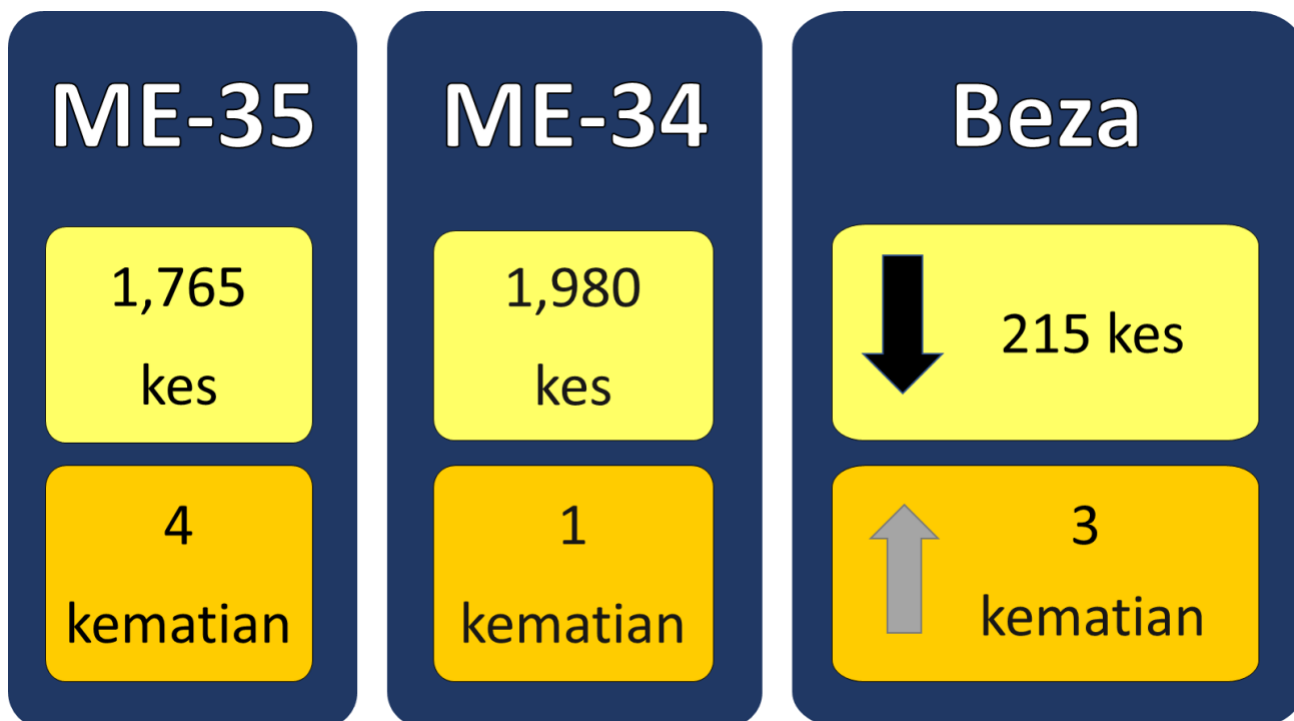 ME-35
1,765
kes
4
kematian
ME-34
1,980
kes
1
kematian
Beza
215 kes
3
kematian